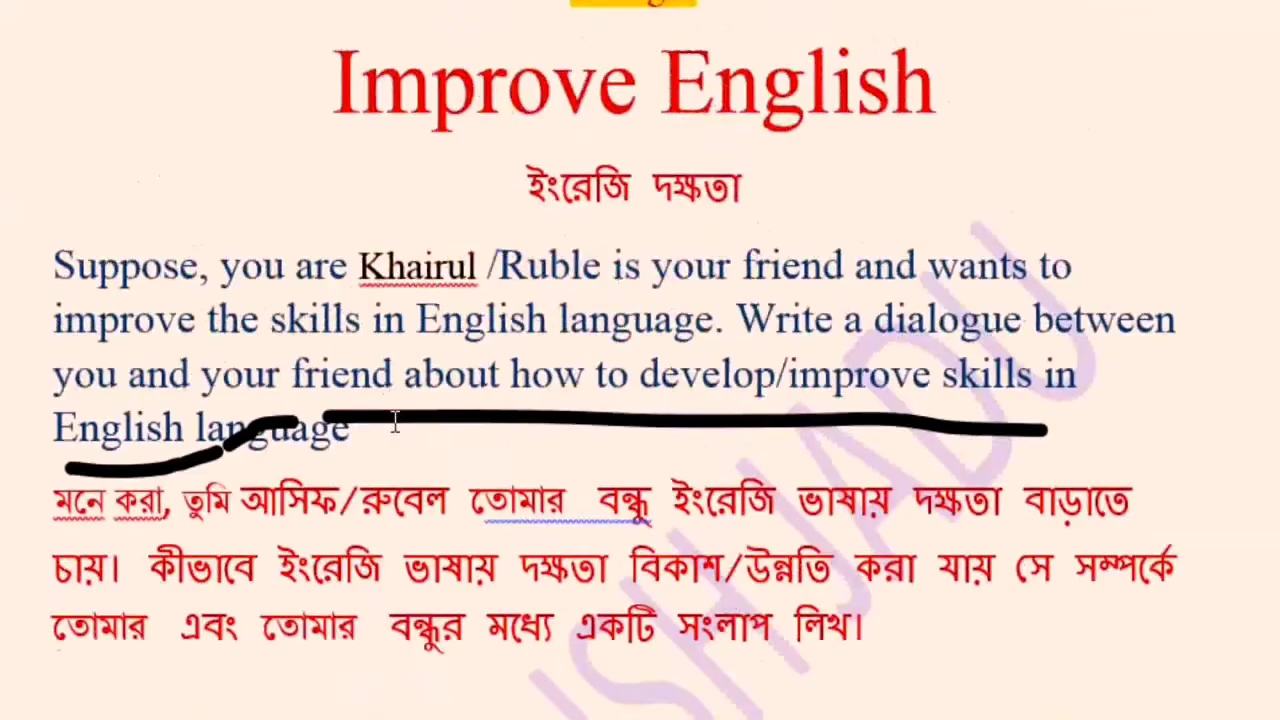 Improve English
ইংরেজি দক্ষতা
Suppose, you are Khairul /Ruble is your friend and wants to
improve the skills in English language. Write a dialogue between
you and your friend about how to develop/improve skills in
English language
মনে করা, তুমি আসিফ/রুবেল তোমার বন্ধু ইংরেজি ভাষায় দক্ষতা বাড়াতে
চায়। কীভাবে ইংরেজি ভাষায় দক্ষতা বিকাশ/উন্নতি করা যায় সে সম্পর্কে
তোমার এবং তোমার বন্ধুর মধ্যে একটি সংলাপ লিখ।